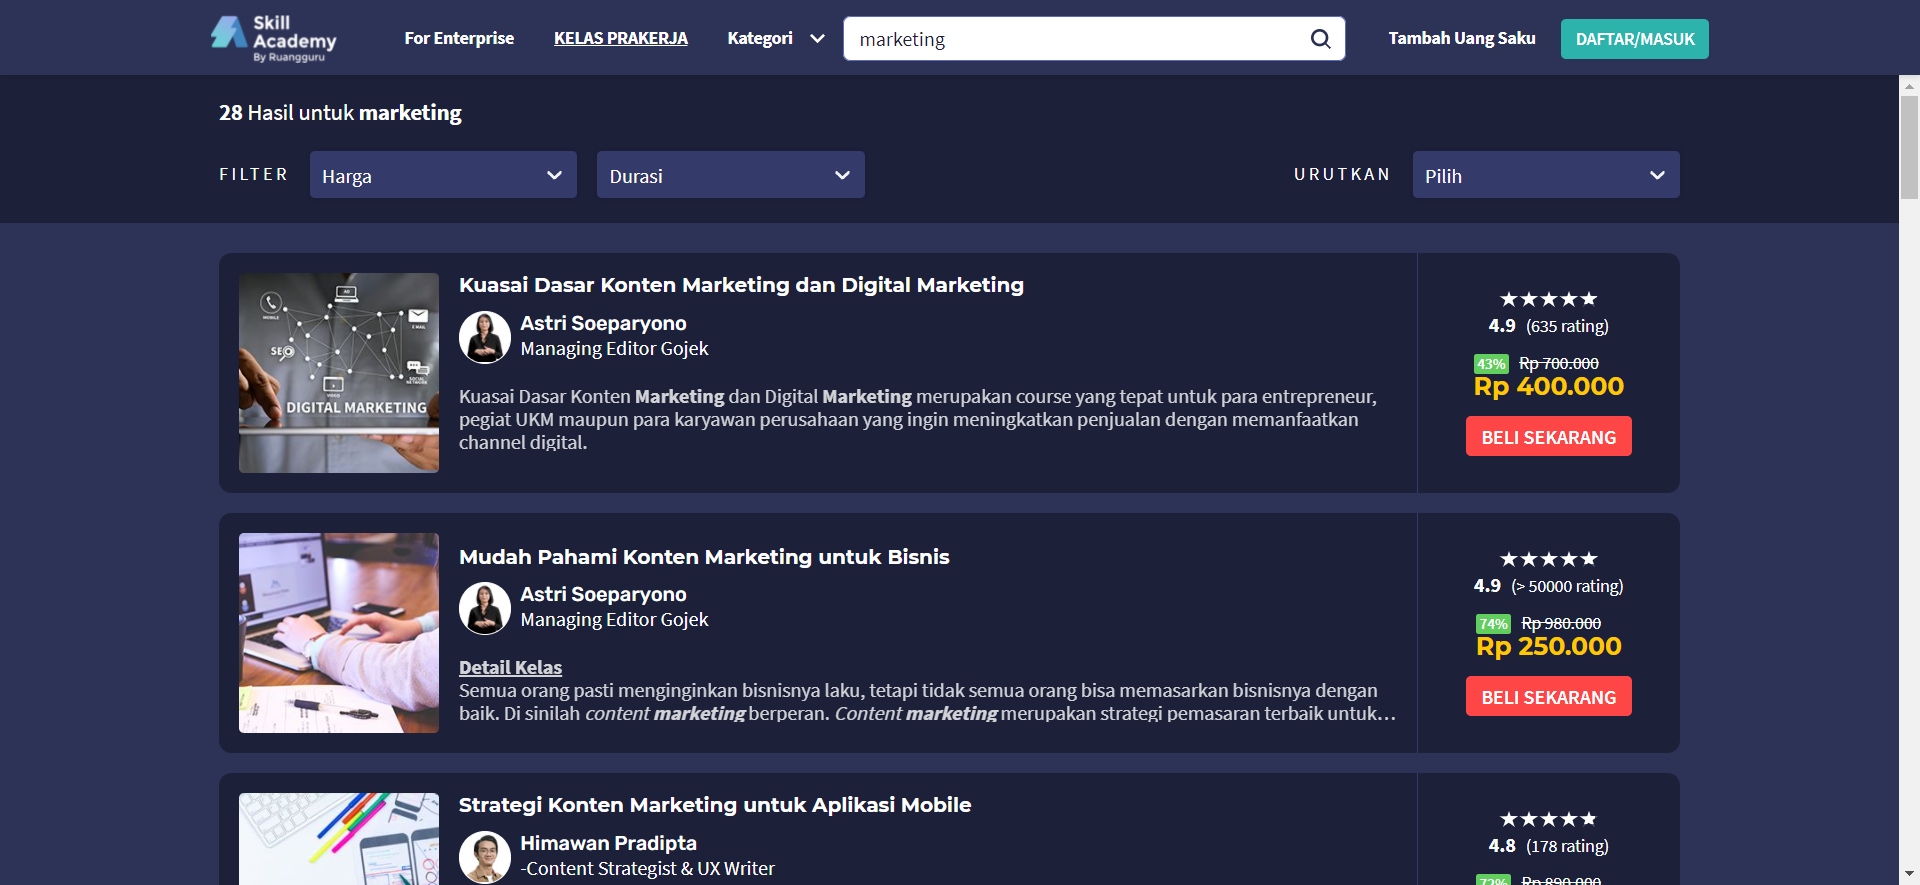 Skill
Academy
By Ruangguru
For Enterprise
KELAS PRAKERJA
Kategori
marketing
Tambah Uang Saku
DAFTAR/MASUK
28 Hasil untuk marketing
FILTER
Harga
Durasi
URUTKAN
Pilih
MOBILE
AD
E-MAIL
SEO
SOCIAL
NETWORK
VIDEO
DIGITAL MARKETING
Kuasai Dasar Konten Marketing dan Digital Marketing
Astri Soeparyono
Managing Editor Gojek
Kuasai Dasar Konten Marketing dan Digital Marketing merupakan course yang tepat untuk para entrepreneur,
pegiat UKM maupun para karyawan perusahaan yang ingin meningkatkan penjualan dengan memanfaatkan
channel digital.
4.9 (635 rating)
43% Rp 700.000
Rp 400.000
BELI SEKARANG
Mudah Pahami Konten Marketing untuk Bisnis
Astri Soeparyono
Managing Editor Gojek
Detail Kelas
Semua orang pasti menginginkan bisnisnya laku, tetapi tidak semua orang bisa memasarkan bisnisnya dengan
baik. Di sinilah content marketing berperan. Content marketing merupakan strategi pemasaran terbaik untuk...
4.9 (> 50000 rating)
74% Rp 980.000
Rp 250.000
BELI SEKARANG
Strategi Konten Marketing untuk Aplikasi Mobile
Himawan Pradipta
-Content Strategist & UX Writer
4.8 (178 rating)
72% Rp 890.000